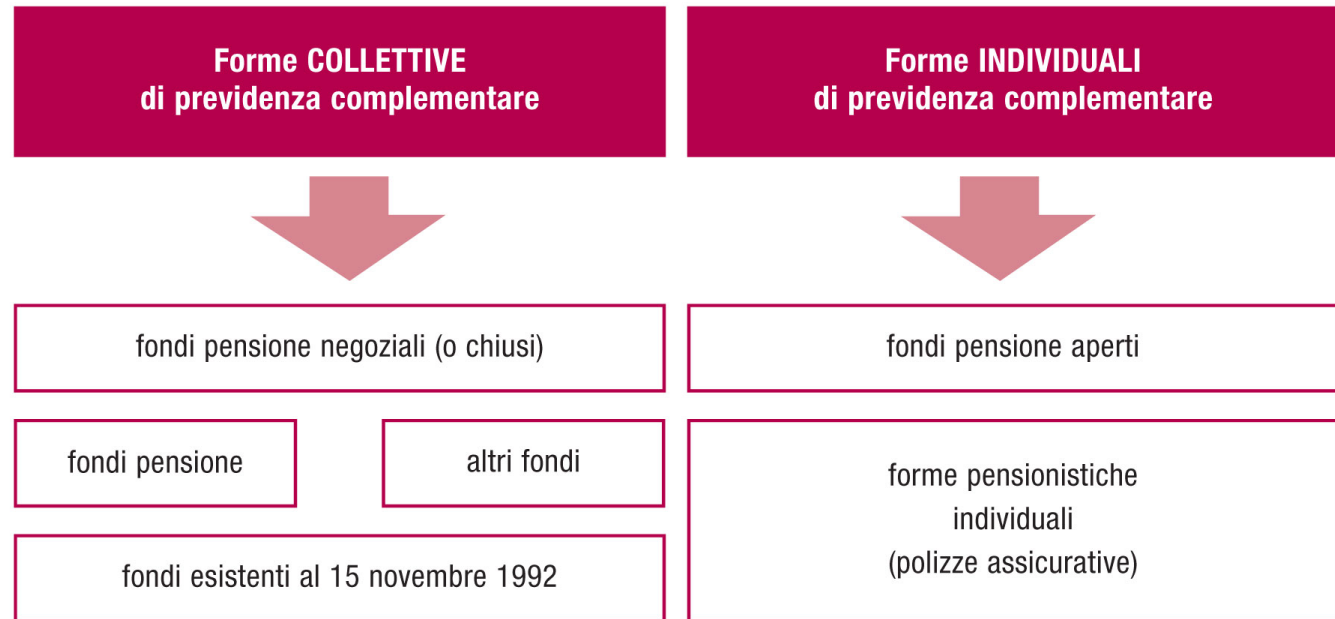 Forme COLLETTIVE
di previdenza complementare
fondi pensione negoziali (o chiusi)
fondi pensione
altri fondi
fondi esistenti al 15 novembre 1992
Forme INDIVIDUALI
di previdenza complementare
fondi pensione aperti
forme pensionistiche
individuali
(polizze assicurative)